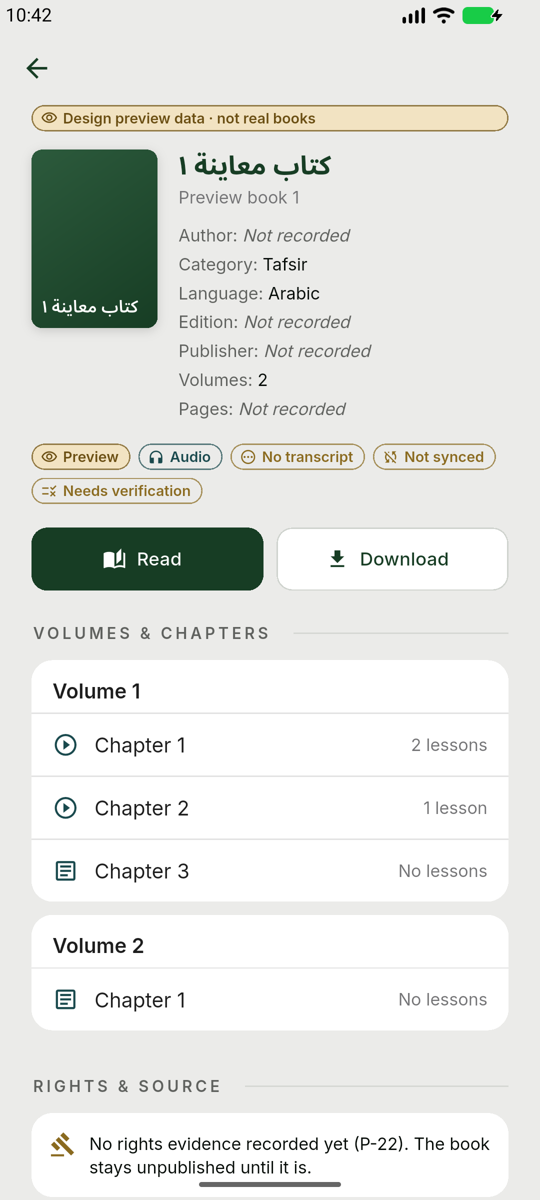 10:42
Design preview data · not real books
كتاب معاينة ١
Preview book 1
Author: Not recorded
Category: Tafsir
Language: Arabic
Edition: Not recorded
Publisher: Not recorded
Volumes: 2
Pages: Not recorded
كتاب معاينة ١
Preview
Audio
No transcript
Not synced
Needs verification
Read
Download
VOLUMES & CHAPTERS
Volume 1
Chapter 1 2 lessons
Chapter 2 1 lesson
Chapter 3 No lessons
Volume 2
Chapter 1 No lessons
RIGHTS & SOURCE
No rights evidence recorded yet (P-22). The book
stays unpublished until it is.